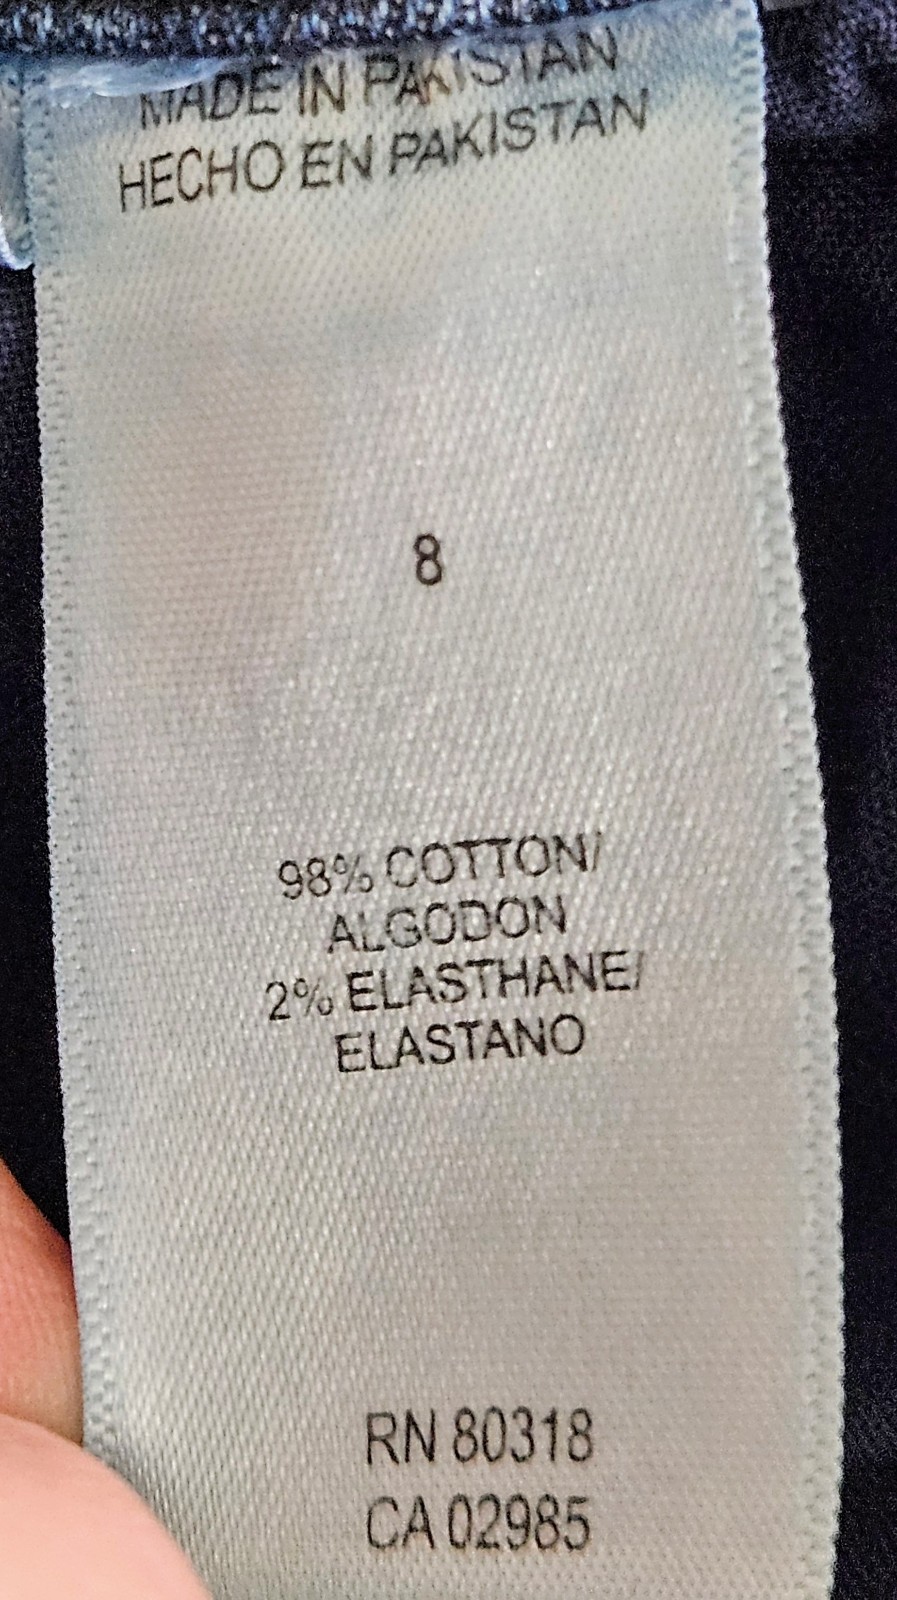 MADE IN PAKISTAN
HECHO EN PAKISTAN
8
98% COTTON/
ALGODON
2% ELASTHANE/
ELASTANO
RN 80318
CA 02985